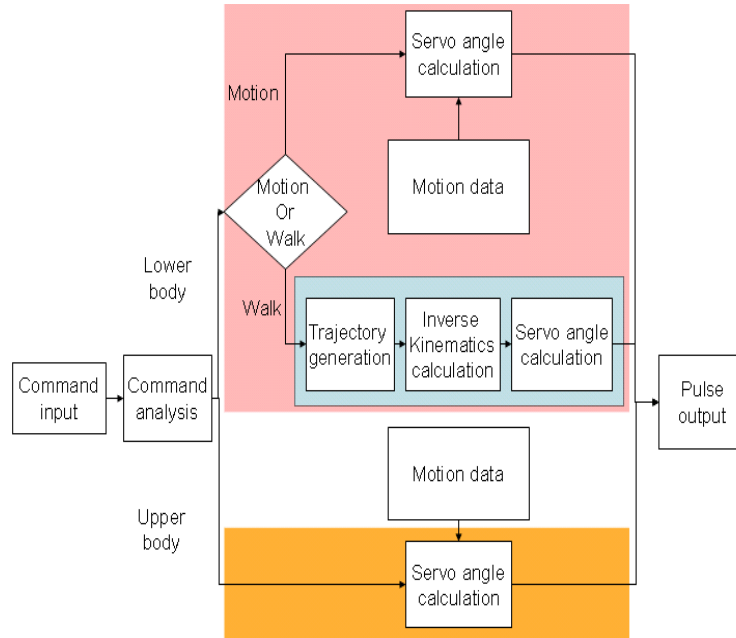 Servo angle
calculation
Motion
Motion data
Motion
Or
Walk
Lower
body
Walk
Trajectory
generation
Inverse
Kinematics
calculation
Servo angle
calculation
Command
input
Command
analysis
Pulse
output
Motion data
Upper
body
Servo angle
calculation